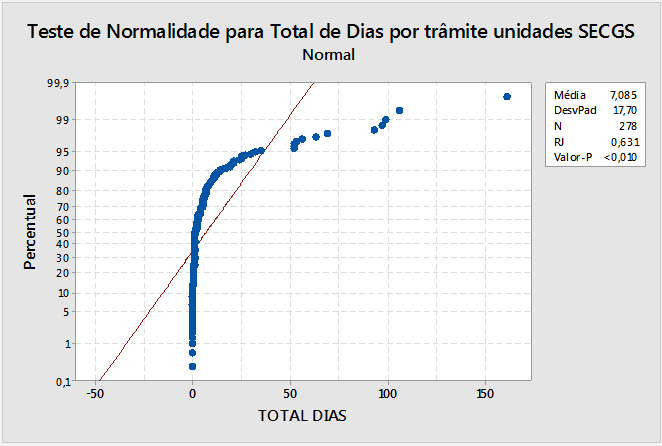 Teste de Normalidade para Total de Dias por trâmite unidades SECGS
Normal
99,9
99
95
90
80
70
60
50
40
30
20
10
5
1
0,1
Percentual
-50
0
50
100
150
TOTAL DIAS
Média 7,085
DesvPad 17,70
N 278
RJ 0,631
Valor-P <0,010